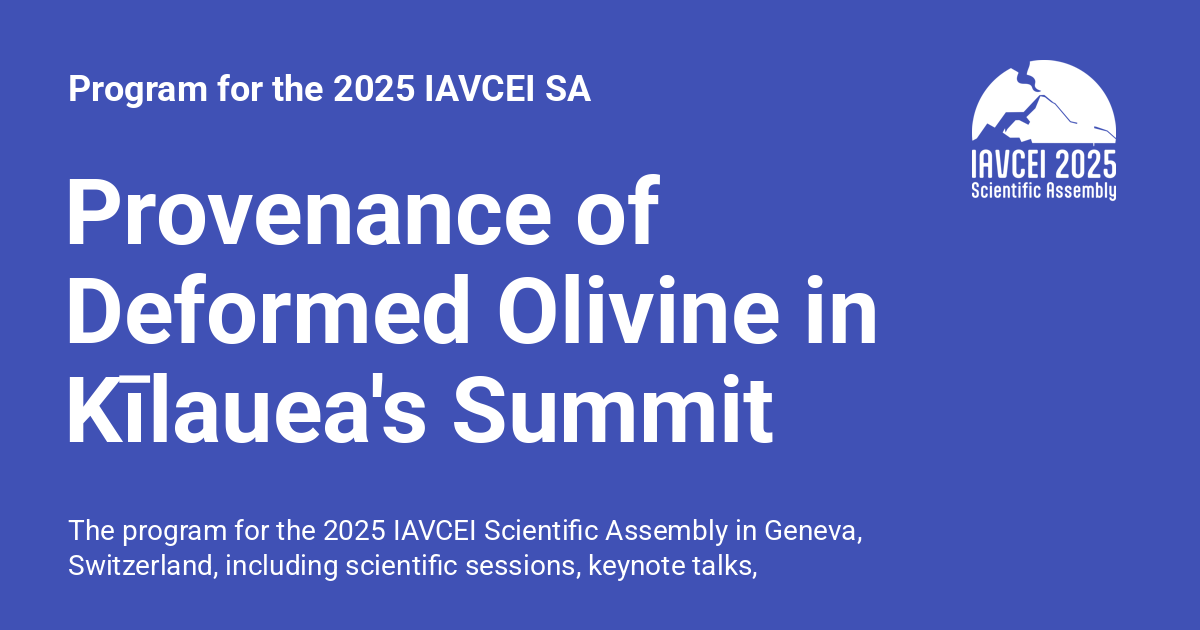 Program for the 2025 IAVCEI SA
IAVCEI 2025
Scientific Assembly
Provenance of
Deformed Olivine in
Kīlauea's Summit
The program for the 2025 IAVCEI Scientific Assembly in Geneva,
Switzerland, including scientific sessions, keynote talks,